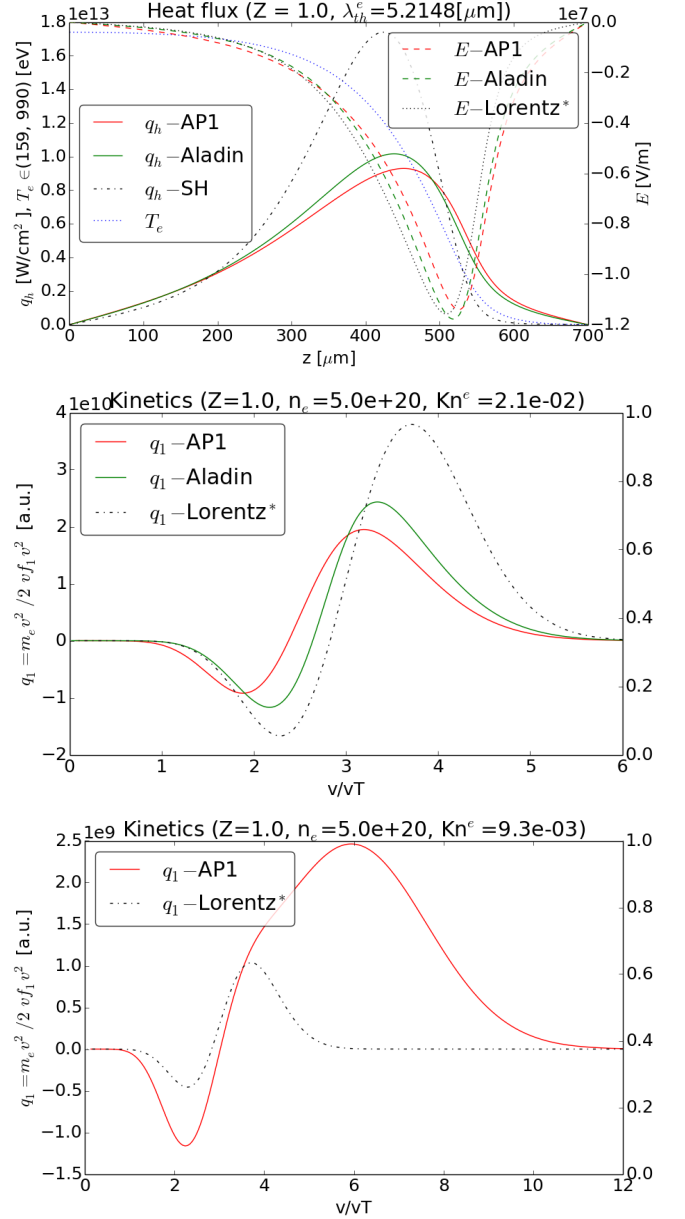 Heat flux (Z = 1.0, λ_th^e=5.2148[μm])
1e13
1e7
1.8
1.6
1.4
1.2
1.0
0.8
0.6
0.4
0.2
0.0
q_h [W/cm²], T_e ∈(159, 990) [eV]
q_h−AP1
q_h−Aladin
q_h−SH
T_e
E−AP1
E−Aladin
E−Lorentz*
0.0
−0.2
−0.4
−0.6
−0.8
−1.0
−1.2
E [V/m]
0 100 200 300 400 500 600 700
z [μm]
1e10
Kinetics (Z=1.0, n_e=5.0e+20, Kn^e =2.1e-02)
4
3
2
1
0
−1
−2
q_1 = m_e v² /2 v f_1 v² [a.u.]
q_1−AP1
q_1−Aladin
q_1−Lorentz*
1.0
0.8
0.6
0.4
0.2
0.0
0 1 2 3 4 5 6
v/vT
1e9
Kinetics (Z=1.0, n_e=5.0e+20, Kn^e =9.3e-03)
2.5
2.0
1.5
1.0
0.5
0.0
−0.5
−1.0
−1.5
q_1 = m_e v² /2 v f_1 v² [a.u.]
q_1−AP1
q_1−Lorentz*
1.0
0.8
0.6
0.4
0.2
0.0
0 2 4 6 8 10 12
v/vT